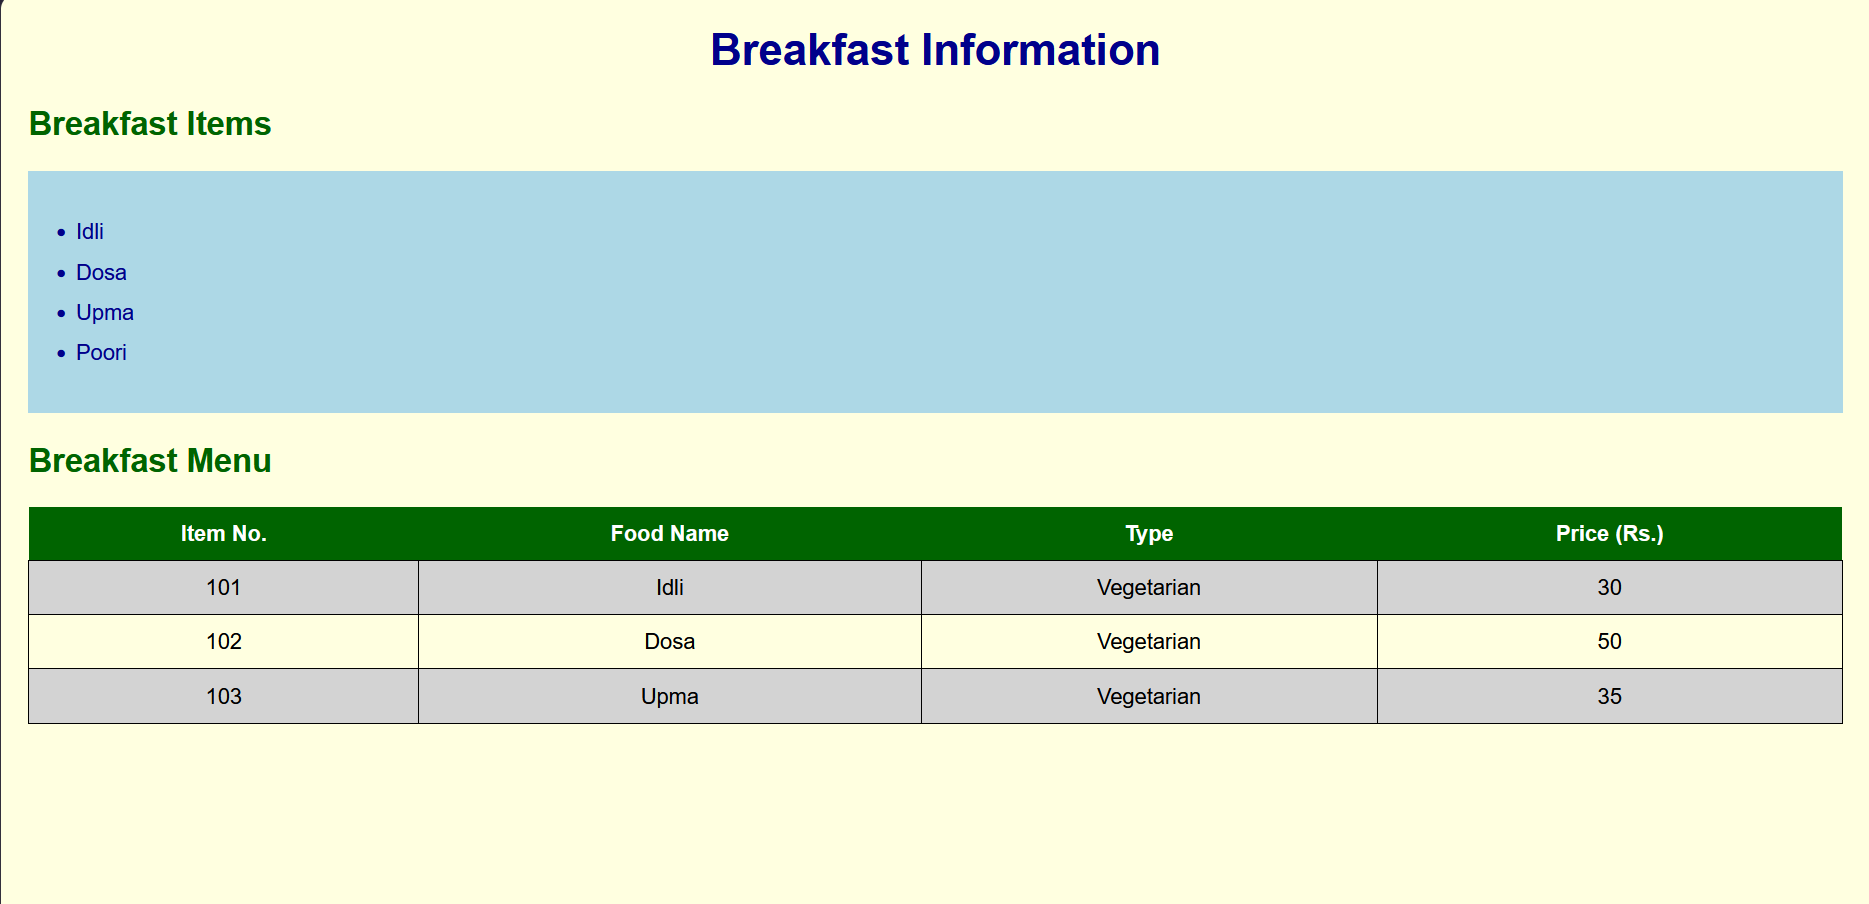 Breakfast Information
Breakfast Items
Idli
Dosa
Upma
Poori
Breakfast Menu
Item No. Food Name Type Price (Rs.)
101 Idli Vegetarian 30
102 Dosa Vegetarian 50
103 Upma Vegetarian 35